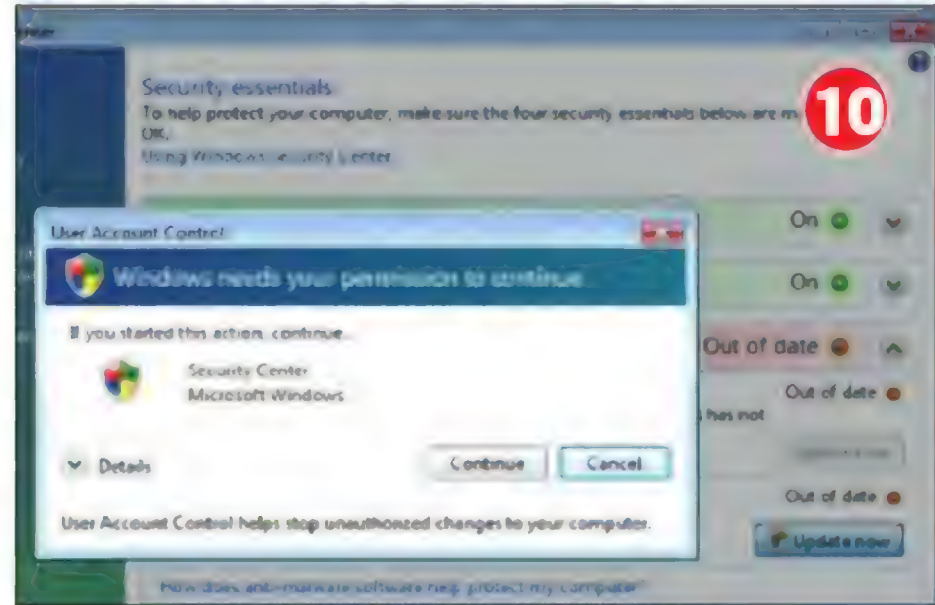 Security essentials
To help protect your computer, make sure the four security essentials below are m
OK.
Using Windows Security Center
10
On
User Account Control
Windows needs your permission to continue
On
If you started this action, continue.
Out of date
Security Center
Microsoft Windows
Out of date
has not
Details
Continue
Cancel
Out of date
User Account Control helps stop unauthorized changes to your computer.
Update now
How does anti-malware software help protect my computer?